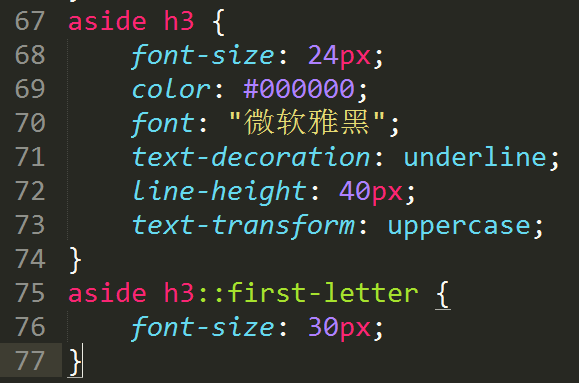 67 aside h3 {
68 font-size: 24px;
69 color: #000000;
70 font: "微软雅黑";
71 text-decoration: underline;
72 line-height: 40px;
73 text-transform: uppercase;
74 }
75 aside h3::first-letter {
76 font-size: 30px;
77 }